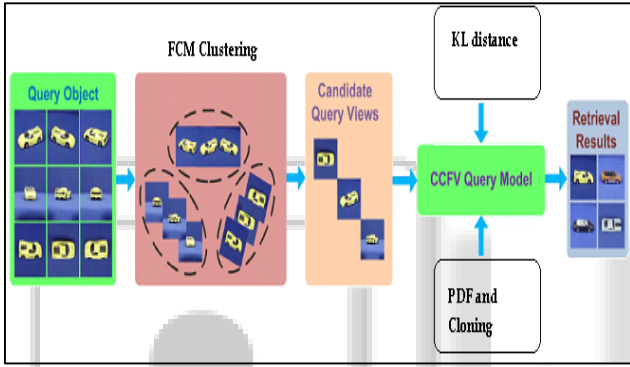 FCM Clustering
KL distance
Query Object
Candidate
Query Views
CCFV Query Model
Retrieval
Results
PDF and
Cloning